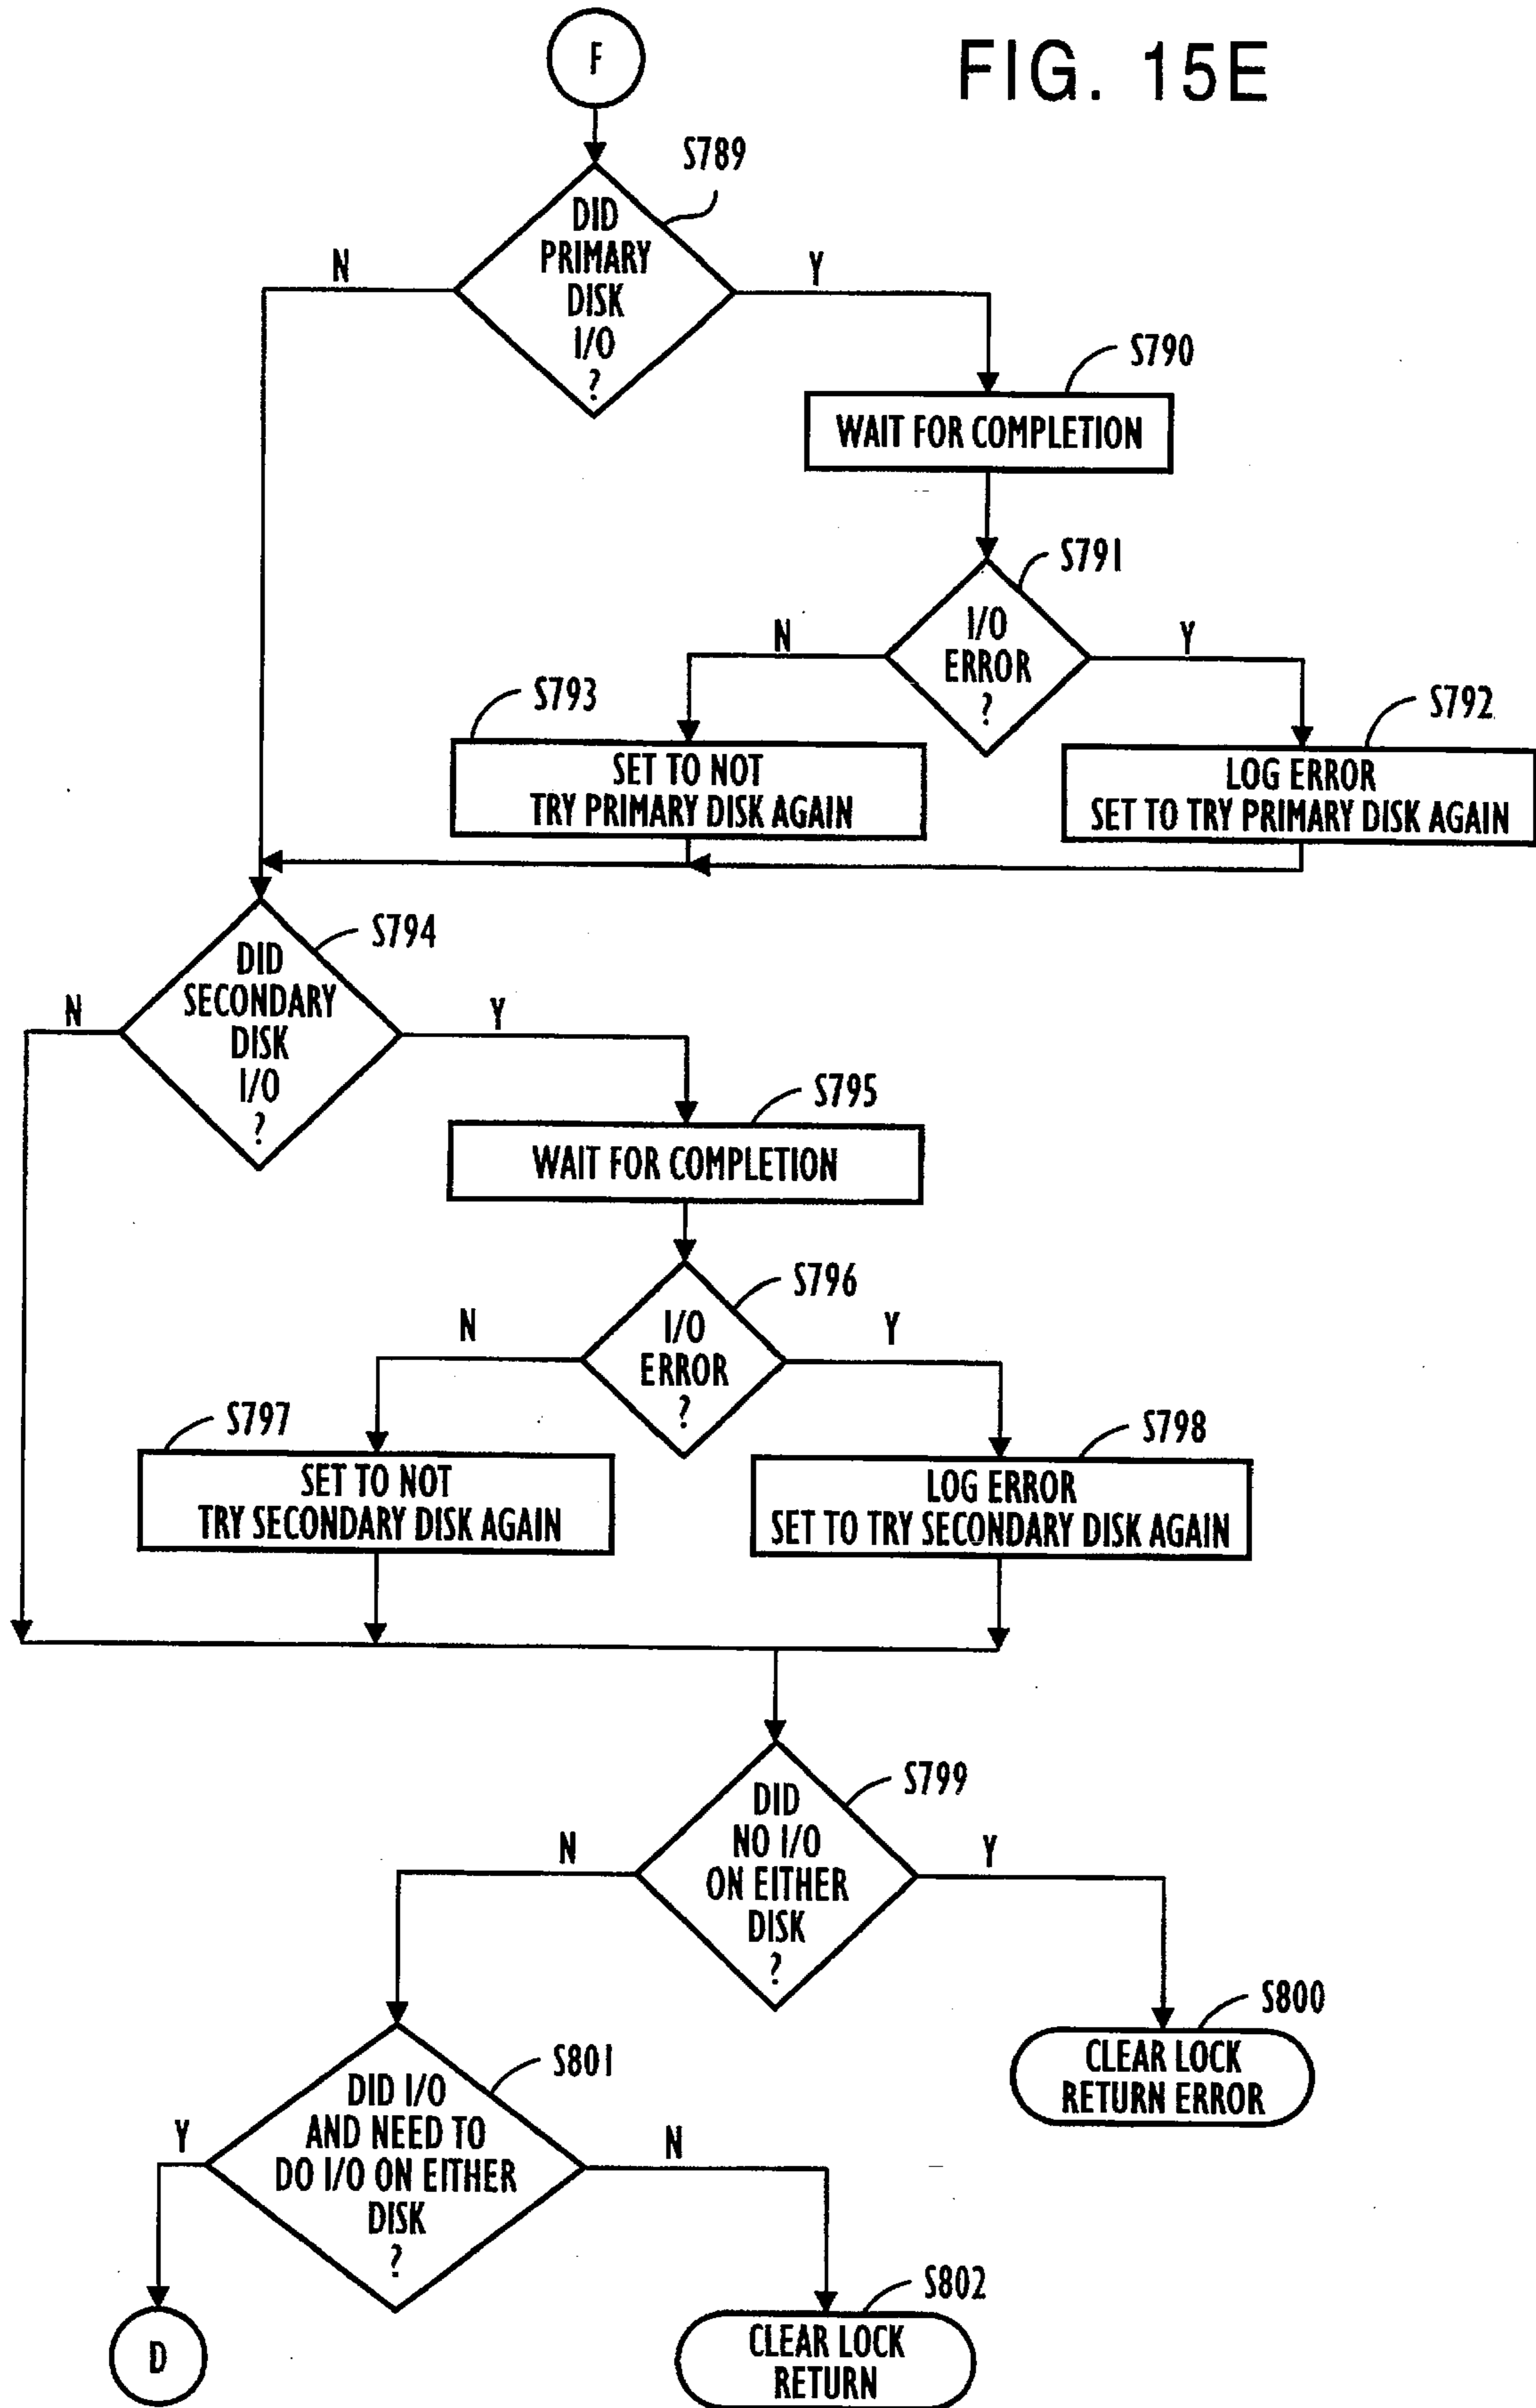 F
FIG. 15E
S789
DID
PRIMARY
DISK
I/O
?
N
Y
S790
WAIT FOR COMPLETION
S791
I/O
ERROR
?
N
Y
S793
SET TO NOT
TRY PRIMARY DISK AGAIN
S792
LOG ERROR
SET TO TRY PRIMARY DISK AGAIN
S794
DID
SECONDARY
DISK
I/O
?
N
Y
S795
WAIT FOR COMPLETION
S796
I/O
ERROR
?
N
Y
S797
SET TO NOT
TRY SECONDARY DISK AGAIN
S798
LOG ERROR
SET TO TRY SECONDARY DISK AGAIN
S799
DID
NO I/O
ON EITHER
DISK
?
N
Y
S800
CLEAR LOCK
RETURN ERROR
S801
DID I/O
AND NEED TO
DO I/O ON EITHER
DISK
?
Y
N
D
S802
CLEAR LOCK
RETURN